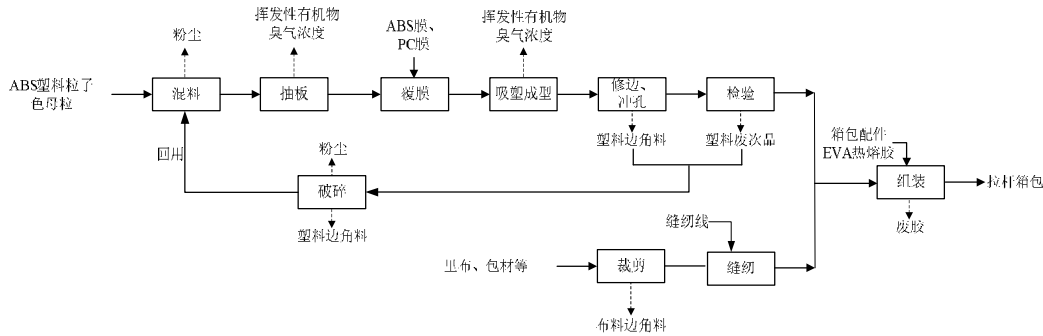 粉尘
挥发性有机物
臭气浓度
ABS膜、
PC膜
挥发性有机物
臭气浓度
ABS塑料粒子
色母粒
混料
抽板
覆膜
吸塑成型
修边、
冲孔
检验
塑料边角料
塑料废次品
回用
粉尘
破碎
塑料边角料
箱包配件
EVA热熔胶
组装
拉杆箱包
废胶
缝纫线
里布、包材等
裁剪
缝纫
布料边角料